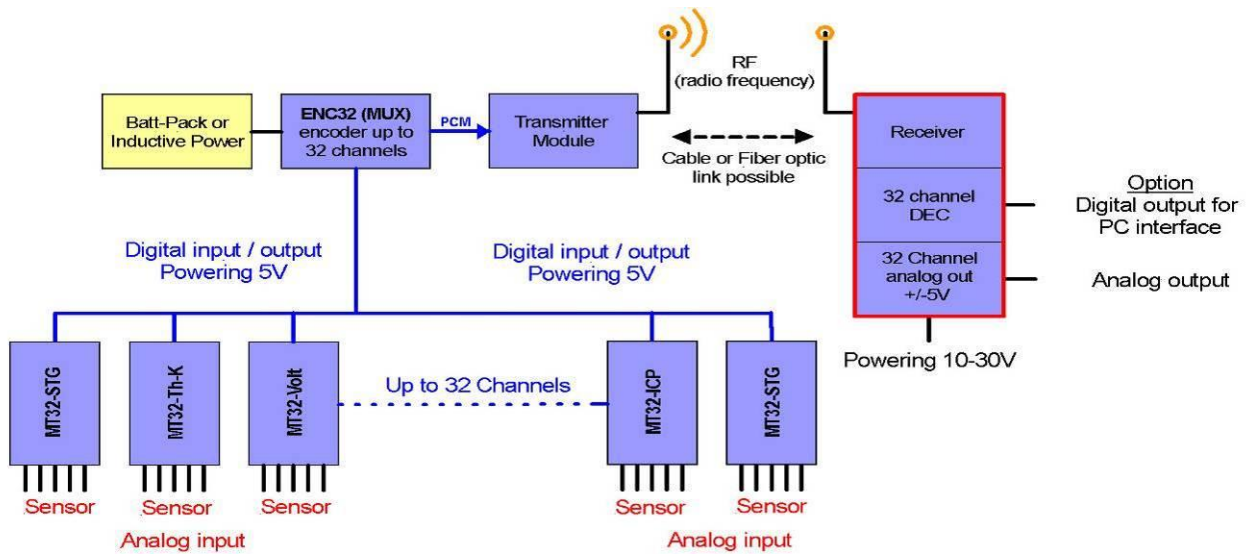 RF
(radio frequency)
Batt-Pack or
Inductive Power
ENC32 (MUX)
encoder up to
32 channels
PCM
Transmitter
Module
Cable or Fiber optic
link possible
Receiver
32 channel
DEC
32 Channel
analog out
+/-5V
Option
Digital output for
PC interface
Analog output
Powering 10-30V
Digital input / output
Powering 5V
Digital input / output
Powering 5V
MT32-STG
MT32-Th-K
MT32-Volt
Up to 32 Channels
MT32-ICP
MT32-STG
Sensor
Sensor
Sensor
Sensor
Sensor
Analog input
Analog input